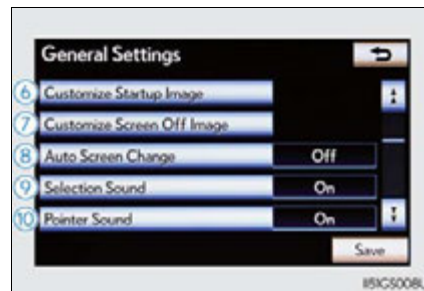 General Settings
6 Customize Startup Image
7 Customize Screen Off Image
8 Auto Screen Change Off
9 Selection Sound On
10 Pointer Sound On
Save
IISIGS008U